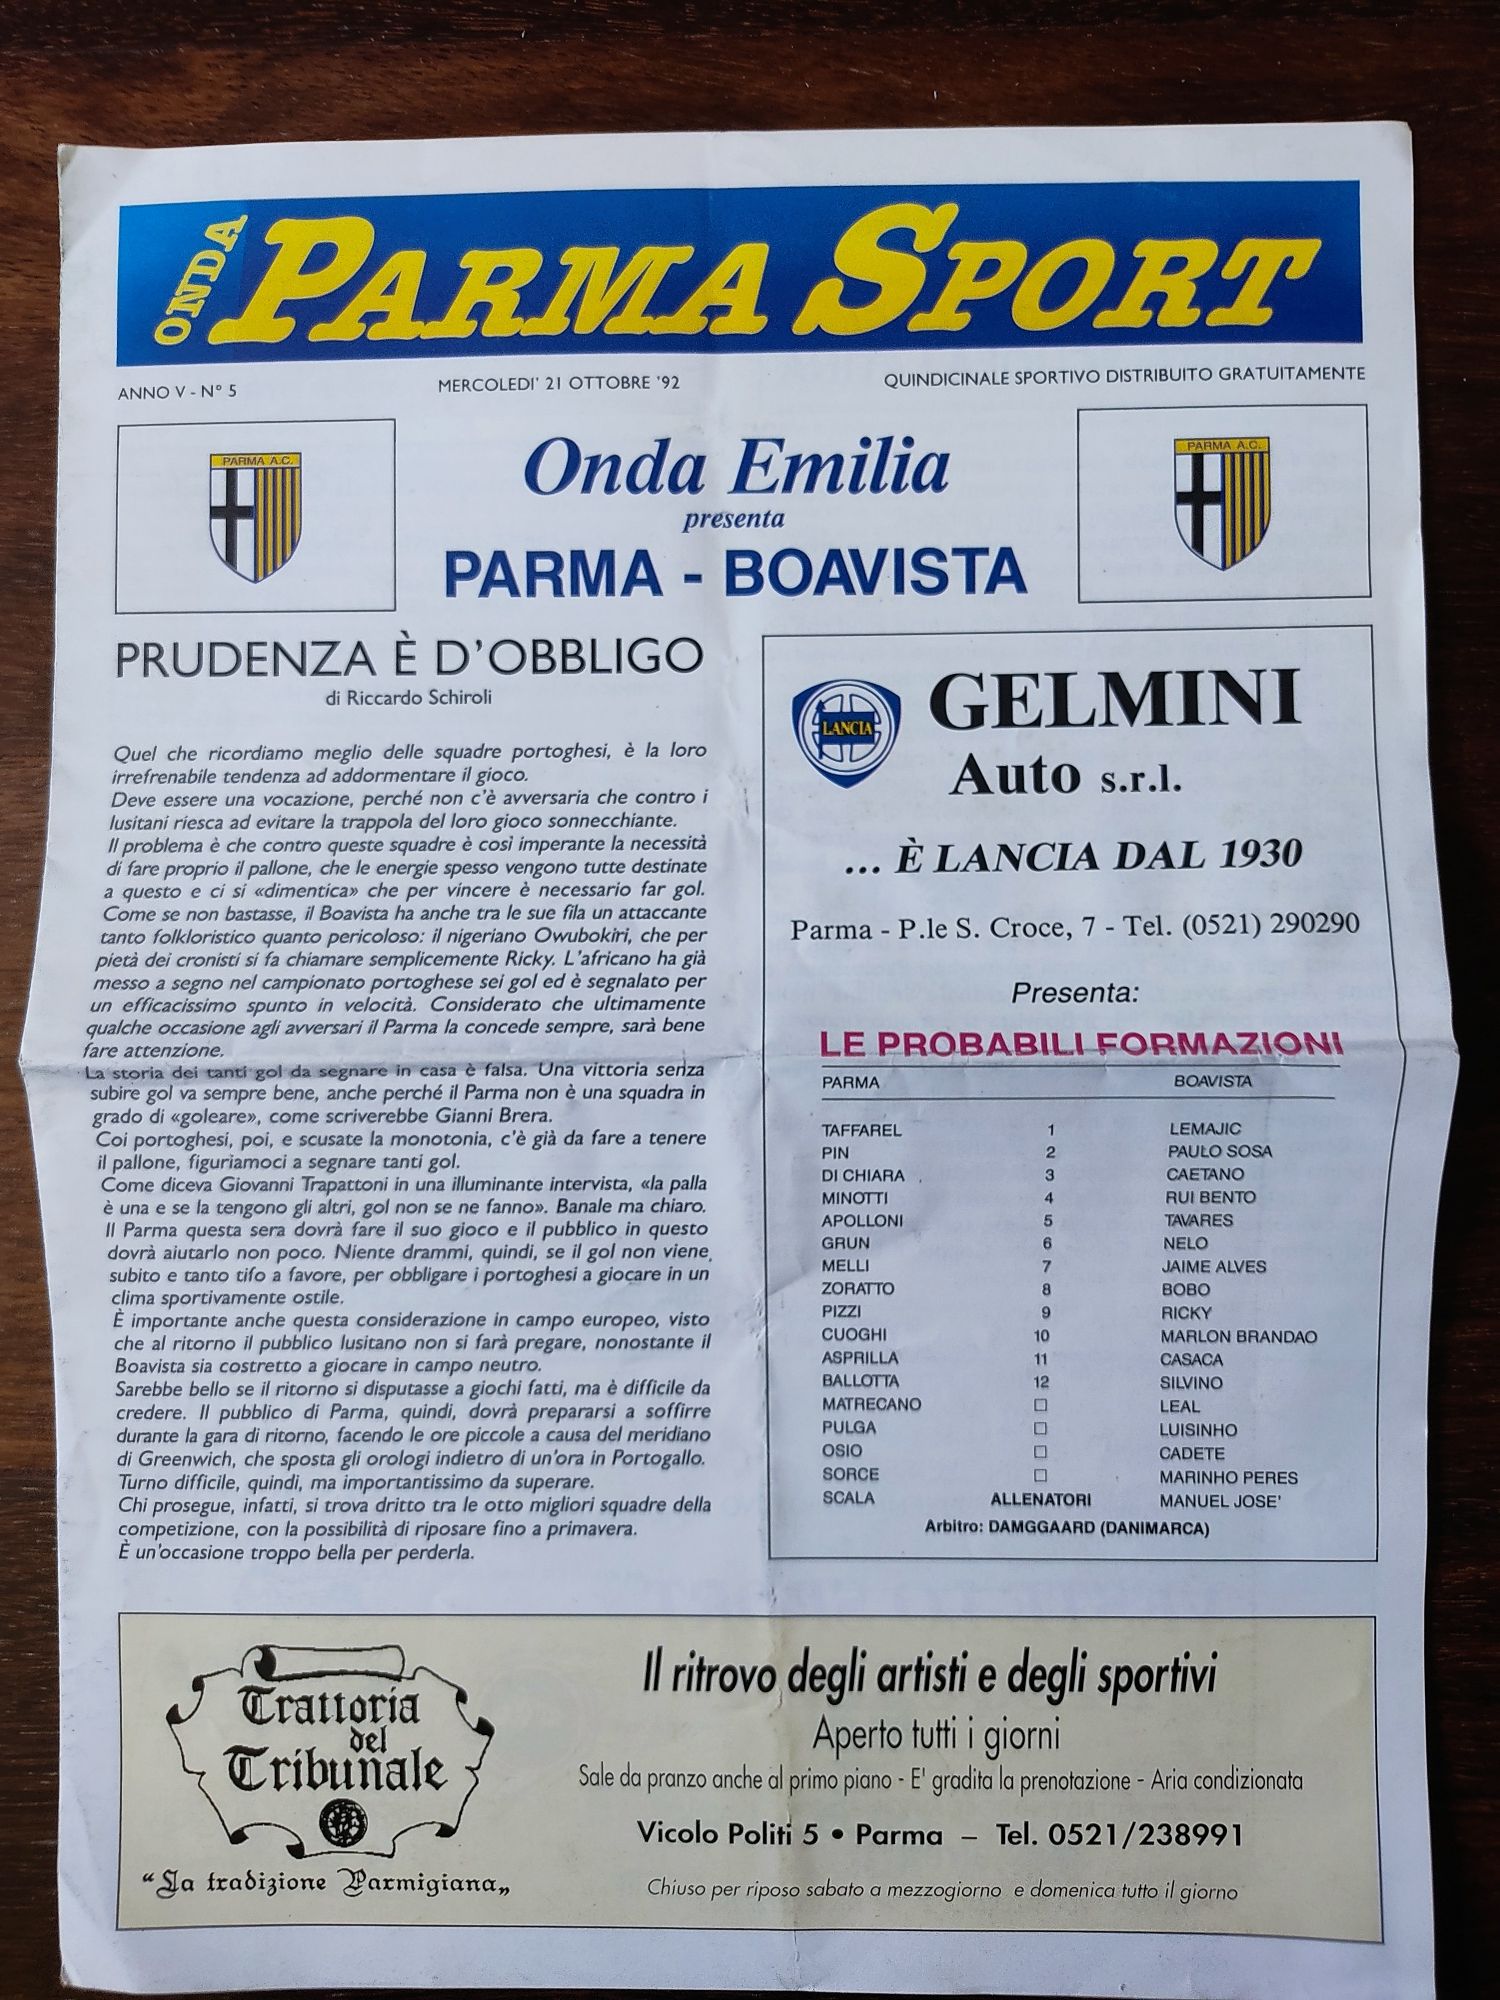 ONDA PARMA SPORT
ANNO V - N° 5
MERCOLEDI' 21 OTTOBRE '92
QUINDICINALE SPORTIVO DISTRIBUITO GRATUITAMENTE
PARMA A.C.
Onda Emilia
presenta
PARMA - BOAVISTA
PARMA A.C.
PRUDENZA È D'OBBLIGO
di Riccardo Schiroli
Quel che ricordiamo meglio delle squadre portoghesi, è la loro
irrefrenabile tendenza ad addormentare il gioco.
Deve essere una vocazione, perché non c'è avversaria che contro i
lusitani riesca ad evitare la trappola del loro gioco sonnecchiante.
Il problema è che contro queste squadre è così imperante la necessità
di fare proprio il pallone, che le energie spesso vengono tutte destinate
a questo e ci si «dimentica» che per vincere è necessario far gol.
Come se non bastasse, il Boavista ha anche tra le sue fila un attaccante
tanto folkloristico quanto pericoloso: il nigeriano Owubokiri, che per
pietà dei cronisti si fa chiamare semplicemente Ricky. L'africano ha già
messo a segno nel campionato portoghese sei gol ed è segnalato per
un efficacissimo spunto in velocità. Considerato che ultimamente
qualche occasione agli avversari il Parma la concede sempre, sarà bene
fare attenzione.
La storia dei tanti gol da segnare in casa è falsa. Una vittoria senza
subire gol va sempre bene, anche perché il Parma non è una squadra in
grado di «goleare», come scriverebbe Gianni Brera.
Coi portoghesi, poi, e scusate la monotonia, c'è già da fare a tenere
il pallone, figuriamoci a segnare tanti gol.
Come diceva Giovanni Trapattoni in una illuminante intervista, «la palla
è una e se la tengono gli altri, gol non se ne fanno». Banale ma chiaro.
Il Parma questa sera dovrà fare il suo gioco e il pubblico in questo
dovrà aiutarlo non poco. Niente drammi, quindi, se il gol non viene
subito e tanto tifo a favore, per obbligare i portoghesi a giocare in un
clima sportivamente ostile.
È importante anche questa considerazione in campo europeo, visto
che al ritorno il pubblico lusitano non si farà pregare, nonostante il
Boavista sia costretto a giocare in campo neutro.
Sarebbe bello se il ritorno si disputasse a giochi fatti, ma è difficile da
credere. Il pubblico di Parma, quindi, dovrà prepararsi a soffrire
durante la gara di ritorno, facendo le ore piccole a causa del meridiano
di Greenwich, che sposta gli orologi indietro di un'ora in Portogallo.
Turno difficile, quindi, ma importantissimo da superare.
Chi prosegue, infatti, si trova dritto tra le otto migliori squadre della
competizione, con la possibilità di riposare fino a primavera.
È un'occasione troppo bella per perderla.
LANCIA
GELMINI
Auto s.r.l.
... È LANCIA DAL 1930
Parma - P.le S. Croce, 7 - Tel. (0521) 290290
Presenta:
LE PROBABILI FORMAZIONI
PARMA BOAVISTA
TAFFAREL 1 LEMAJIC
PIN 2 PAULO SOSA
DI CHIARA 3 CAETANO
MINOTTI 4 RUI BENTO
APOLLONI 5 TAVARES
GRUN 6 NELO
MELLI 7 JAIME ALVES
ZORATTO 8 BOBO
PIZZI 9 RICKY
CUOGHI 10 MARLON BRANDAO
ASPRILLA 11 CASACA
BALLOTTA 12 SILVINO
MATRECANO □ LEAL
PULGA □ LUISINHO
OSIO □ CADETE
SORCE □ MARINHO PERES
SCALA ALLENATORI MANUEL JOSE'
Arbitro: DAMGGAARD (DANIMARCA)
Trattoria
del
Tribunale
"La tradizione Parmigiana„
Il ritrovo degli artisti e degli sportivi
Aperto tutti i giorni
Sale da pranzo anche al primo piano - E' gradita la prenotazione - Aria condizionata
Vicolo Politi 5 • Parma – Tel. 0521/238991
Chiuso per riposo sabato a mezzogiorno e domenica tutto il giorno